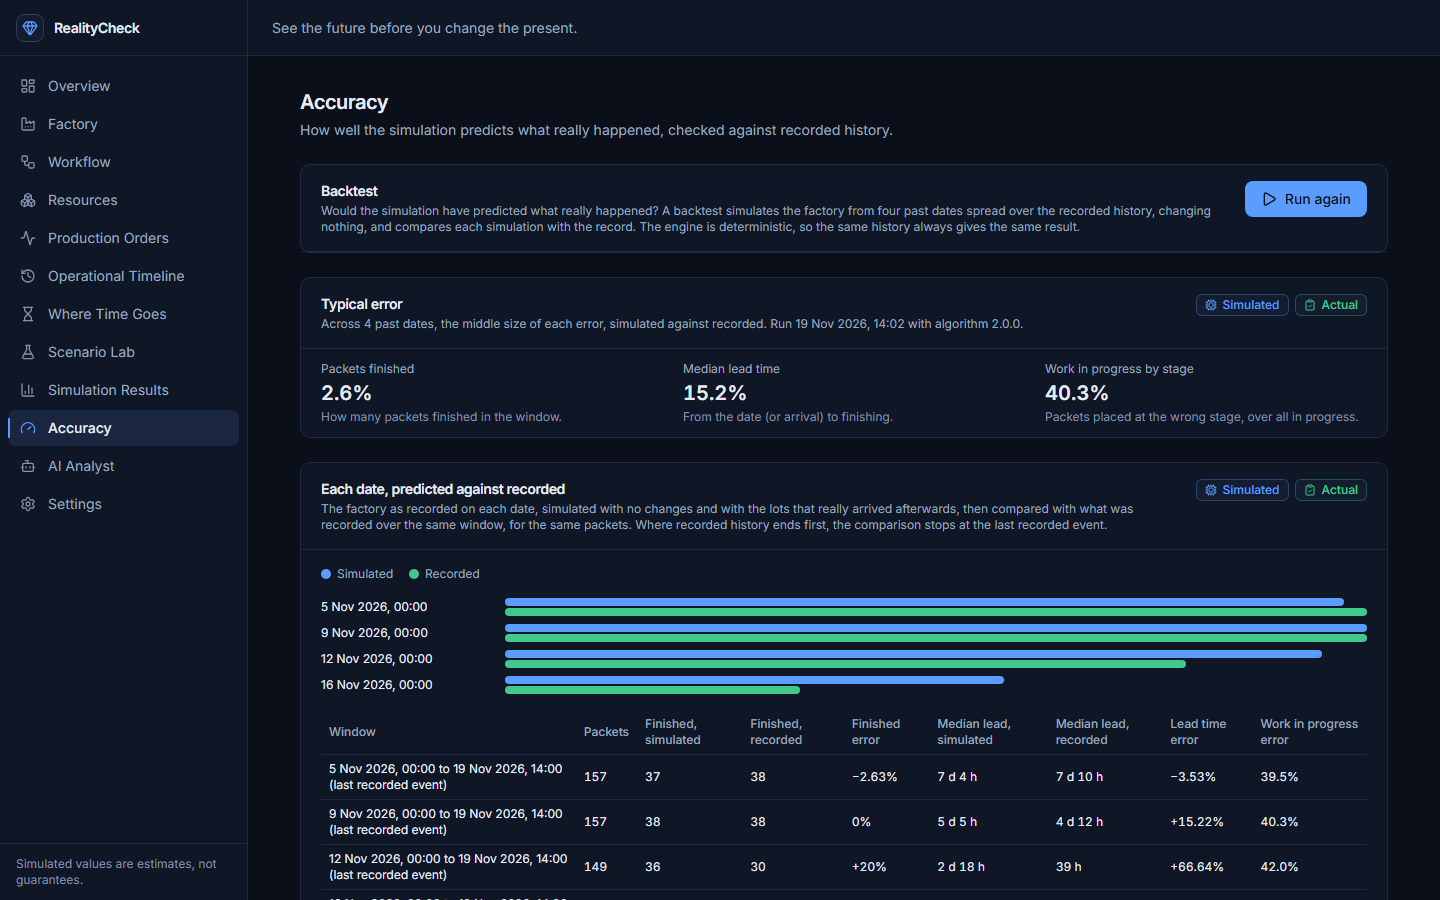 RealityCheck
See the future before you change the present.
Overview
Factory
Workflow
Resources
Production Orders
Operational Timeline
Where Time Goes
Scenario Lab
Simulation Results
Accuracy
AI Analyst
Settings
Simulated values are estimates, not
guarantees.
Accuracy
How well the simulation predicts what really happened, checked against recorded history.
Backtest
Would the simulation have predicted what really happened? A backtest simulates the factory from four past dates spread over the recorded history, changing
nothing, and compares each simulation with the record. The engine is deterministic, so the same history always gives the same result.
Run again
Typical error
Across 4 past dates, the middle size of each error, simulated against recorded. Run 19 Nov 2026, 14:02 with algorithm 2.0.0.
Simulated
Actual
Packets finished
2.6%
How many packets finished in the window.
Median lead time
15.2%
From the date (or arrival) to finishing.
Work in progress by stage
40.3%
Packets placed at the wrong stage, over all in progress.
Each date, predicted against recorded
The factory as recorded on each date, simulated with no changes and with the lots that really arrived afterwards, then compared with what was
recorded over the same window, for the same packets. Where recorded history ends first, the comparison stops at the last recorded event.
Simulated
Actual
Simulated
Recorded
5 Nov 2026, 00:00
9 Nov 2026, 00:00
12 Nov 2026, 00:00
16 Nov 2026, 00:00
Window
Packets
Finished,
simulated
Finished,
recorded
Finished
error
Median lead,
simulated
Median lead,
recorded
Lead time
error
Work in progress
error
5 Nov 2026, 00:00 to 19 Nov 2026, 14:00
(last recorded event)
157
37
38
−2.63%
7 d 4 h
7 d 10 h
−3.53%
39.5%
9 Nov 2026, 00:00 to 19 Nov 2026, 14:00
(last recorded event)
157
38
38
0%
5 d 5 h
4 d 12 h
+15.22%
40.3%
12 Nov 2026, 00:00 to 19 Nov 2026, 14:00
(last recorded event)
149
36
30
+20%
2 d 18 h
39 h
+66.64%
42.0%